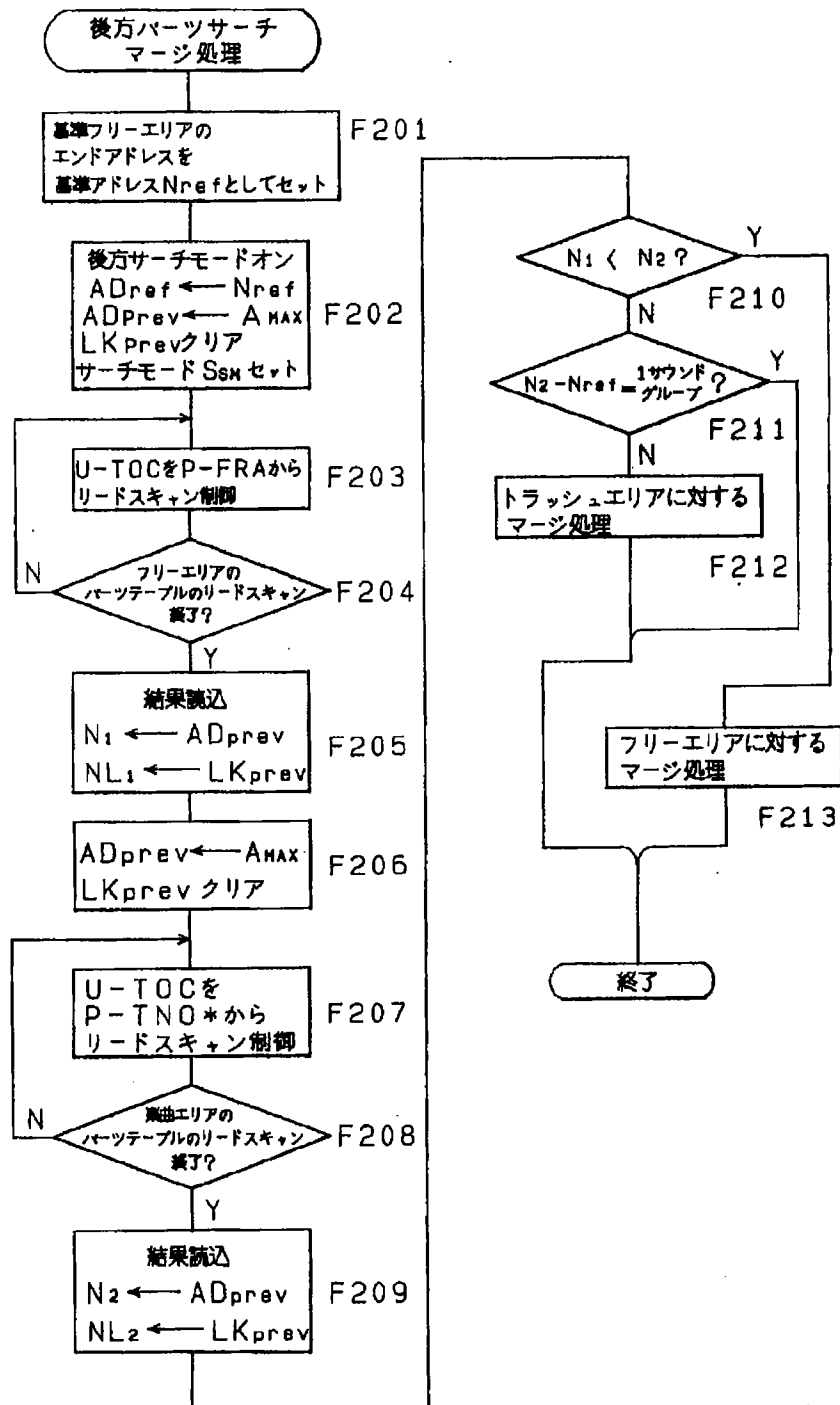 後方パーツサーチ
マージ処理
基準フリーエリアの
エンドアドレスを
基準アドレスNrefとしてセット
F201
後方サーチモードオン
ADref ← Nref
ADprev ← AMAX
LKprevクリア
サーチモード SSM セット
F202
U-TOCをP-FRAから
リードスキャン制御
F203
フリーエリアの
パーツテーブルのリードスキャン
終了?
F204
N
Y
結果読込
N1 ← ADprev
NL1 ← LKprev
F205
ADprev ← AMAX
LKprev クリア
F206
U-TOCを
P-TNO*から
リードスキャン制御
F207
楽曲エリアの
パーツテーブルのリードスキャン
終了?
F208
N
Y
結果読込
N2 ← ADprev
NL2 ← LKprev
F209
N1 < N2 ?
Y
F210
N
N2-Nref=1サウンドグループ ?
Y
F211
N
トラッシュエリアに対する
マージ処理
F212
フリーエリアに対する
マージ処理
F213
終了